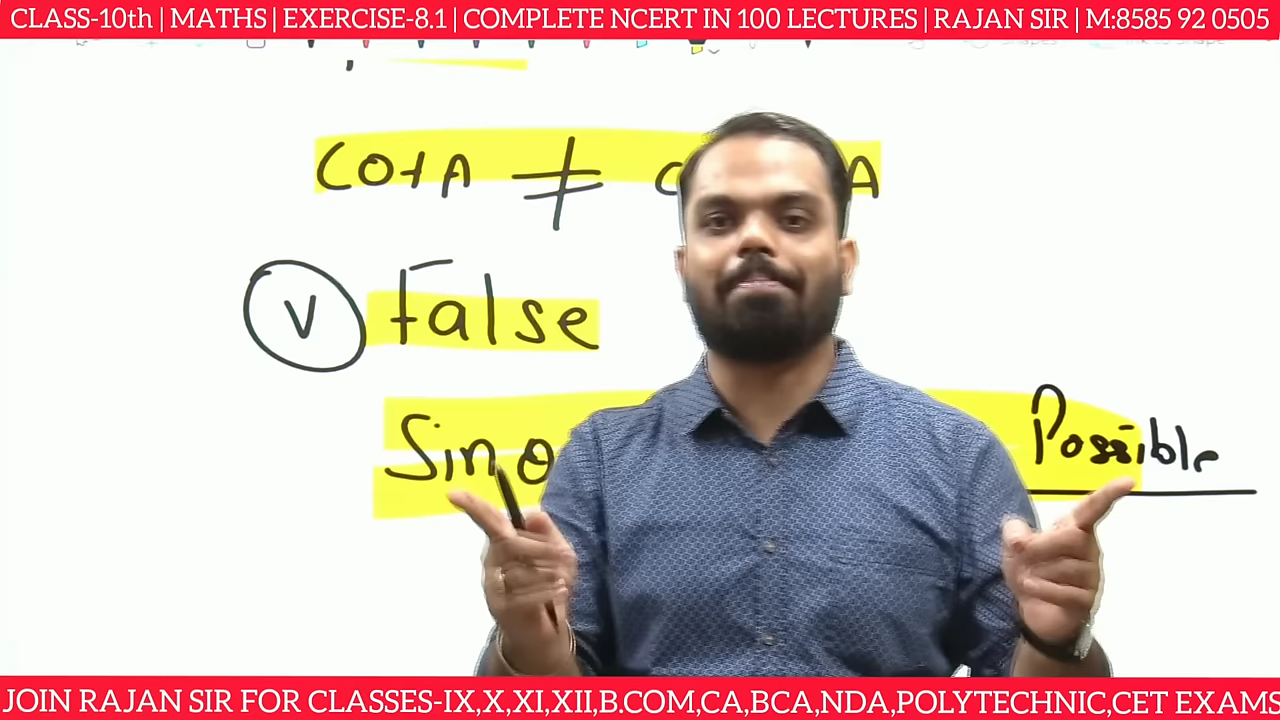 CLASS-10th | MATHS | EXERCISE-8.1 | COMPLETE NCERT IN 100 LECTURES | RAJAN SIR | M:8585 92 0505
CotA ≠ A
V False
Sin θ Possible
JOIN RAJAN SIR FOR CLASSES-IX,X,XI,XII,B.COM,CA,BCA,NDA,POLYTECHNIC,CET EXAMS